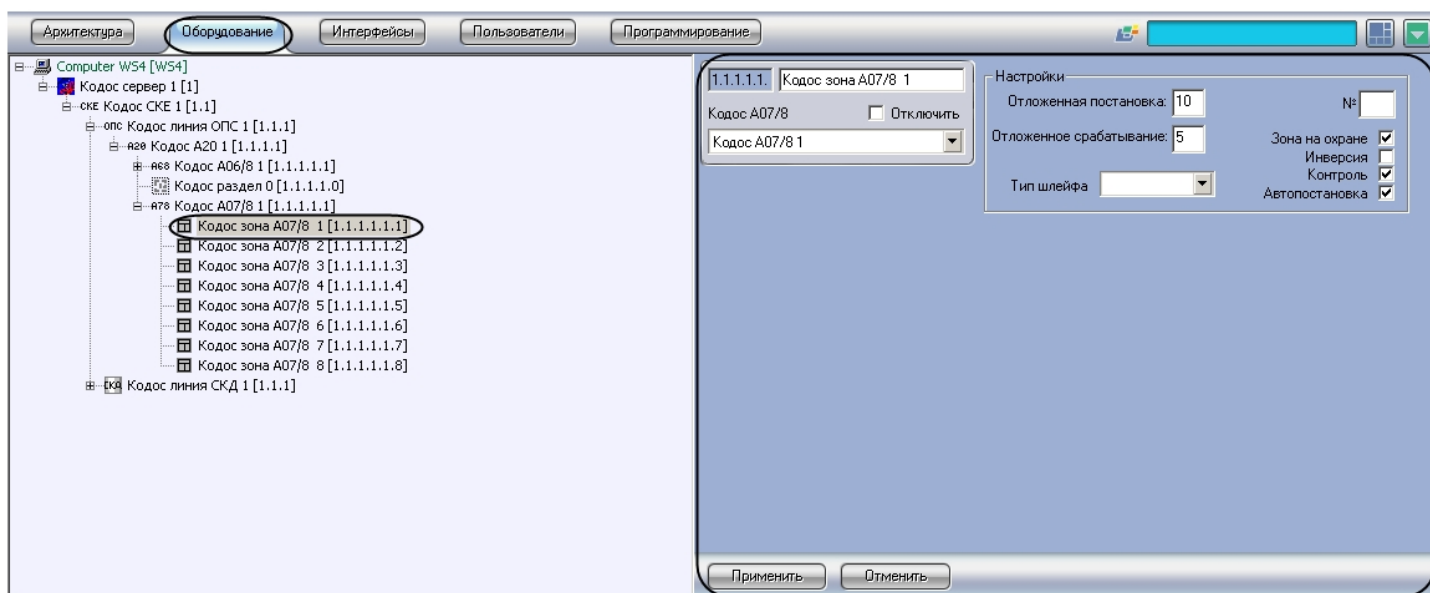 Архитектура
Оборудование
Интерфейсы
Пользователи
Программирование
Computer WS4 [WS4]
Кодос сервер 1 [1]
СКЕ Кодос СКЕ 1 [1.1]
ОПС Кодос линия ОПС 1 [1.1.1]
А20 Кодос А20 1 [1.1.1.1]
А68 Кодос А06/8 1 [1.1.1.1.1]
Кодос раздел 0 [1.1.1.1.0]
А78 Кодос А07/8 1 [1.1.1.1.1]
Кодос зона А07/8 1 [1.1.1.1.1.1]
Кодос зона А07/8 2 [1.1.1.1.1.2]
Кодос зона А07/8 3 [1.1.1.1.1.3]
Кодос зона А07/8 4 [1.1.1.1.1.4]
Кодос зона А07/8 5 [1.1.1.1.1.5]
Кодос зона А07/8 6 [1.1.1.1.1.6]
Кодос зона А07/8 7 [1.1.1.1.1.7]
Кодос зона А07/8 8 [1.1.1.1.1.8]
СКД Кодос линия СКД 1 [1.1.1]
1.1.1.1.1. Кодос зона А07/8 1
Кодос А07/8 Отключить
Кодос А07/8 1
Настройки
Отложенная постановка: 10
Отложенное срабатывание: 5
Тип шлейфа
№
Зона на охране
Инверсия
Контроль
Автопостановка
Применить
Отменить